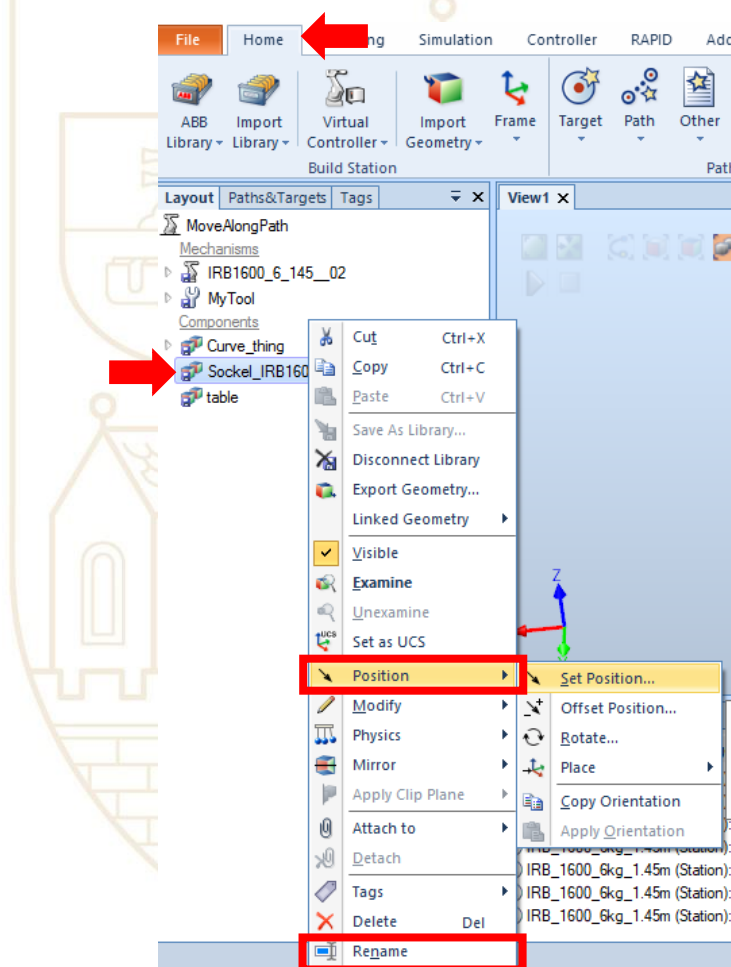 File Home ng Simulation Controller RAPID Add
ABB Library Import Library Virtual Controller Import Geometry Frame Target Path Other
Build Station Path
Layout Paths&Targets Tags View1
MoveAlongPath
Mechanisms
IRB1600_6_145__02
MyTool
Components
Curve_thing
Sockel_IRB160
table
Cut Ctrl+X
Copy Ctrl+C
Paste Ctrl+V
Save As Library...
Disconnect Library
Export Geometry...
Linked Geometry
Visible
Examine
Unexamine
UCS Set as UCS
Position
Modify
Physics
Mirror
Apply Clip Plane
Attach to
Detach
Tags
Delete Del
Rename
Z
Set Position...
Offset Position...
Rotate...
Place
Copy Orientation
Apply Orientation
IRB_1600_6kg_1.45m (Station):
IRB_1600_6kg_1.45m (Station):
IRB_1600_6kg_1.45m (Station):
IRB_1600_6kg_1.45m (Station):